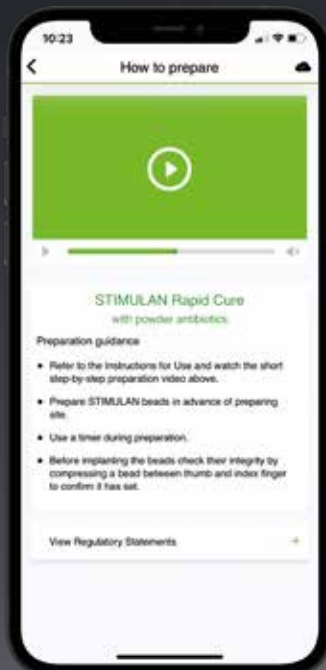 10:23
How to prepare
STIMULAN Rapid Cure
with powder antibiotics
Preparation guidance
• Refer to the Instructions for Use and watch the short
step-by-step preparation video above.
• Prepare STIMULAN beads in advance of preparing
site.
• Use a timer during preparation.
• Before implanting the beads check their integrity by
compressing a bead between thumb and index finger
to confirm it has set.
View Regulatory Statements +